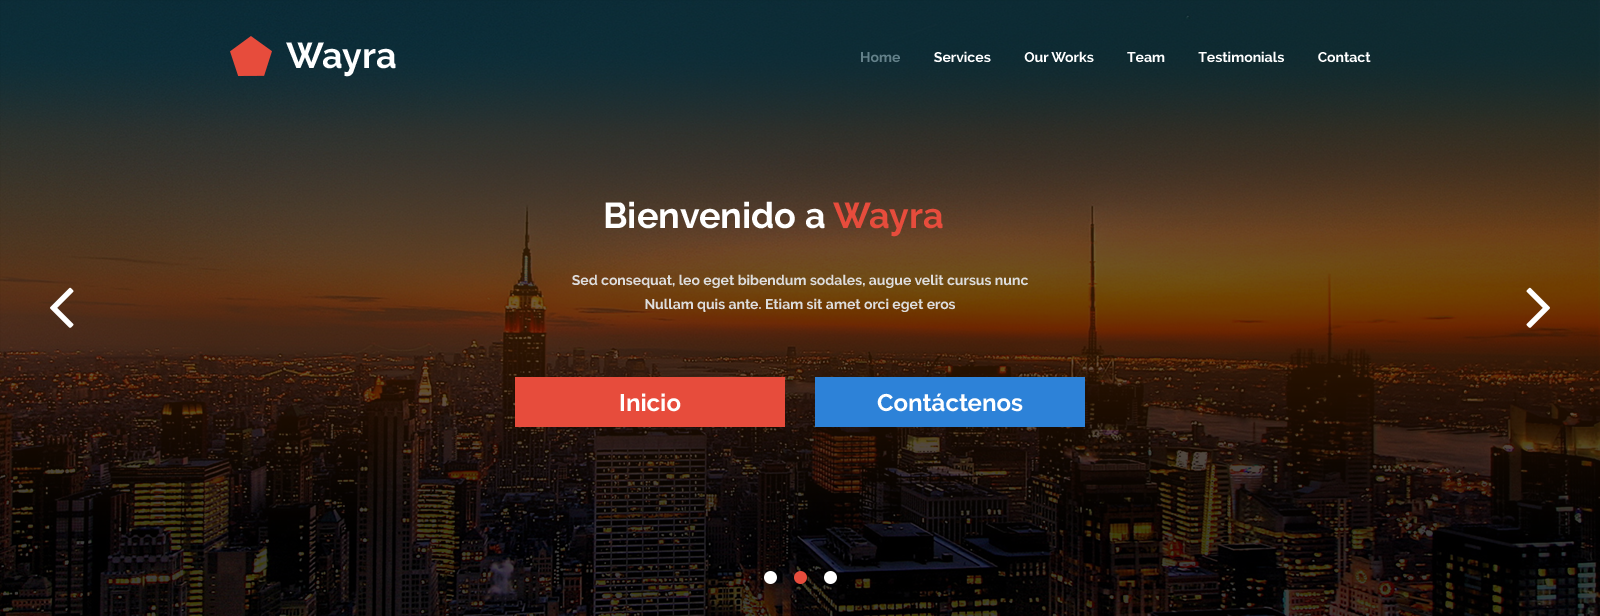 Wayra
Home Services Our Works Team Testimonials Contact
Bienvenido a Wayra
Sed consequat, leo eget bibendum sodales, augue velit cursus nunc
Nullam quis ante. Etiam sit amet orci eget eros
Inicio
Contáctenos